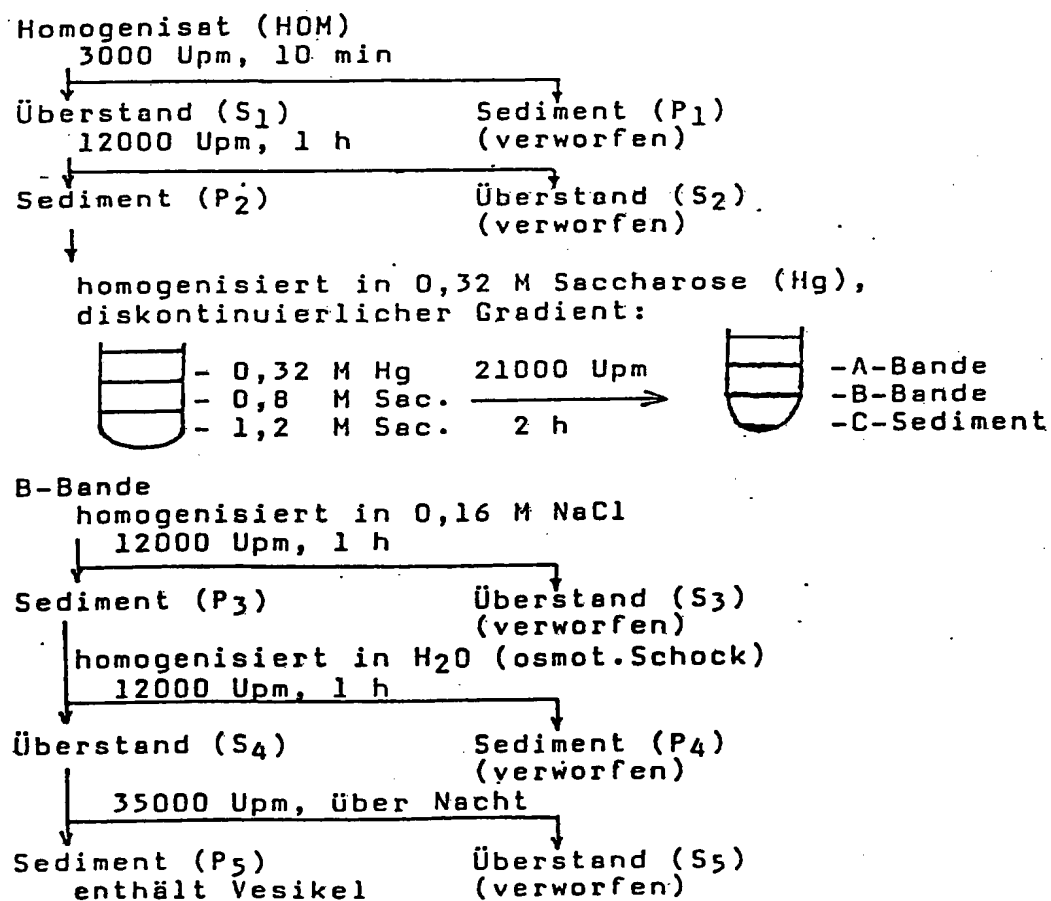 Homogenisat (HOM)
3000 Upm, 10 min
Überstand (S1) Sediment (P1)
12000 Upm, 1 h (verworfen)
Sediment (P2) Überstand (S2)
(verworfen)
homogenisiert in 0,32 M Saccharose (Hg),
diskontinuierlicher Gradient:
- 0,32 M Hg 21000 Upm -A-Bande
- 0,8 M Sac. -B-Bande
- 1,2 M Sac. 2 h -C-Sediment
B-Bande
homogenisiert in 0,16 M NaCl
12000 Upm, 1 h
Sediment (P3) Überstand (S3)
(verworfen)
homogenisiert in H2O (osmot.Schock)
12000 Upm, 1 h
Überstand (S4) Sediment (P4)
(verworfen)
35000 Upm, über Nacht
Sediment (P5) Überstand (S5)
enthält Vesikel (verworfen)